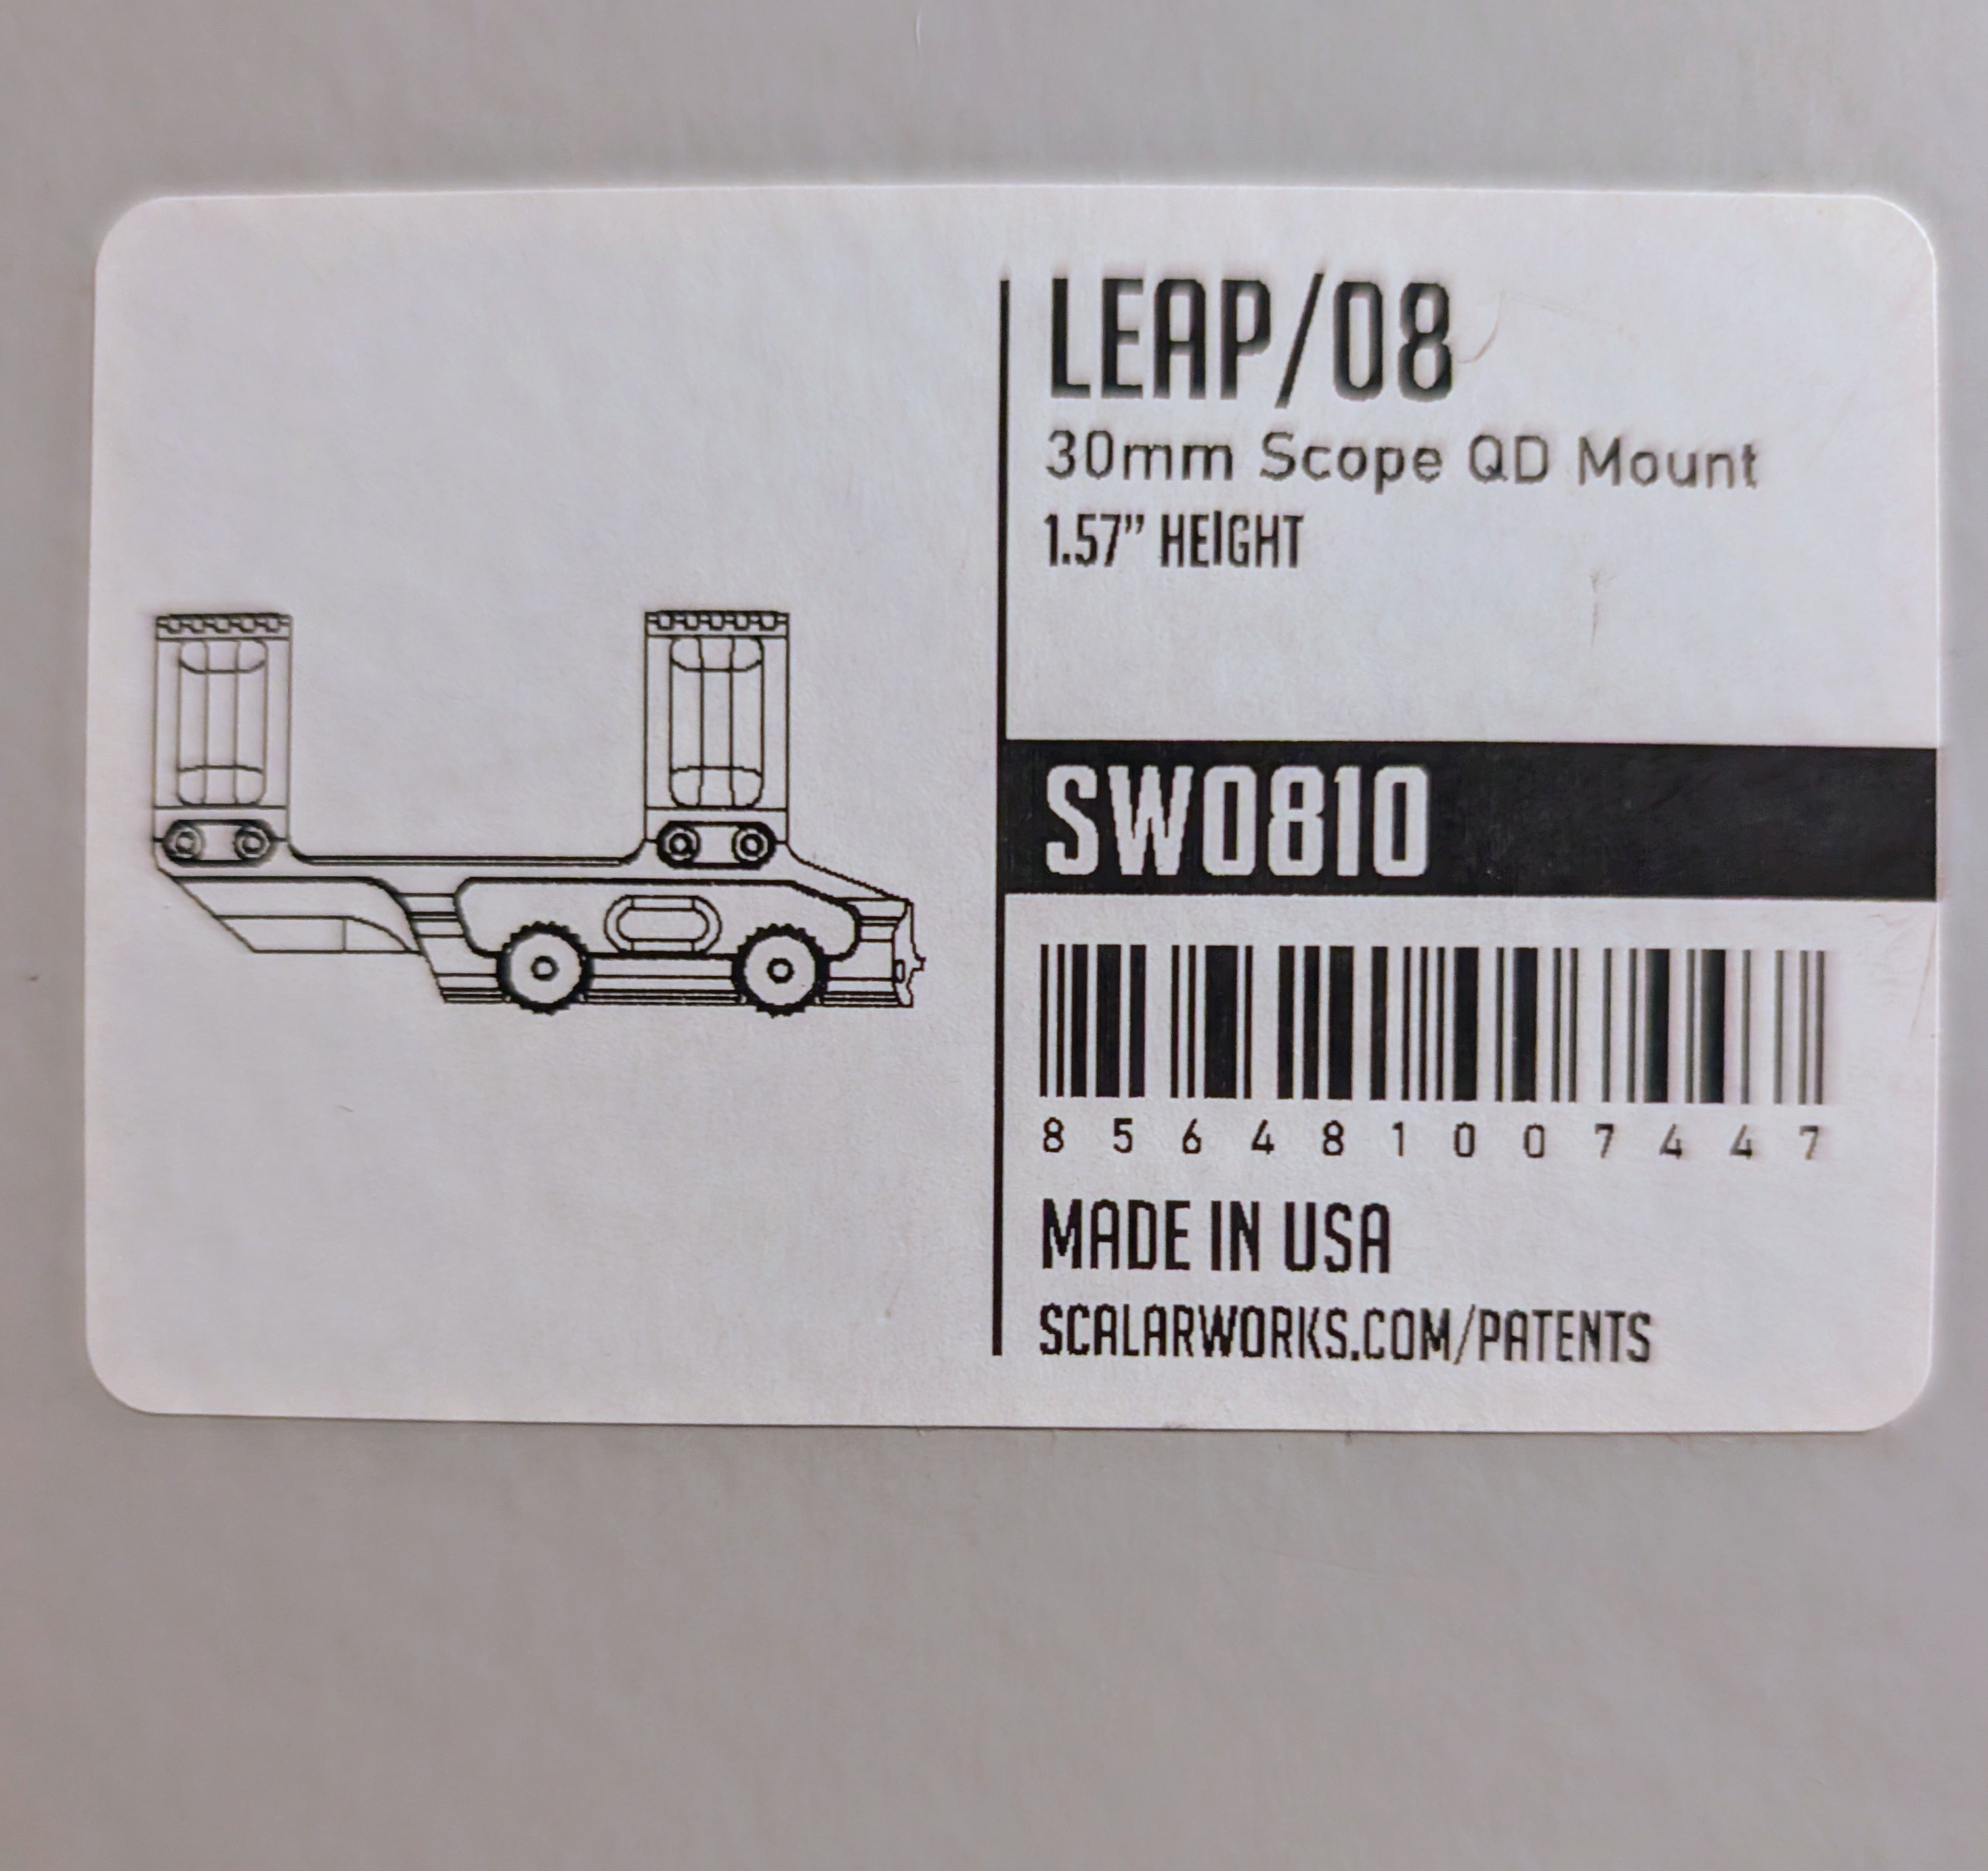 LEAP/08
30mm Scope QD Mount
1.57” HEIGHT
SW0810
8 5 6 4 8 1 0 0 7 4 4 7
MADE IN USA
SCALARWORKS.COM/PATENTS